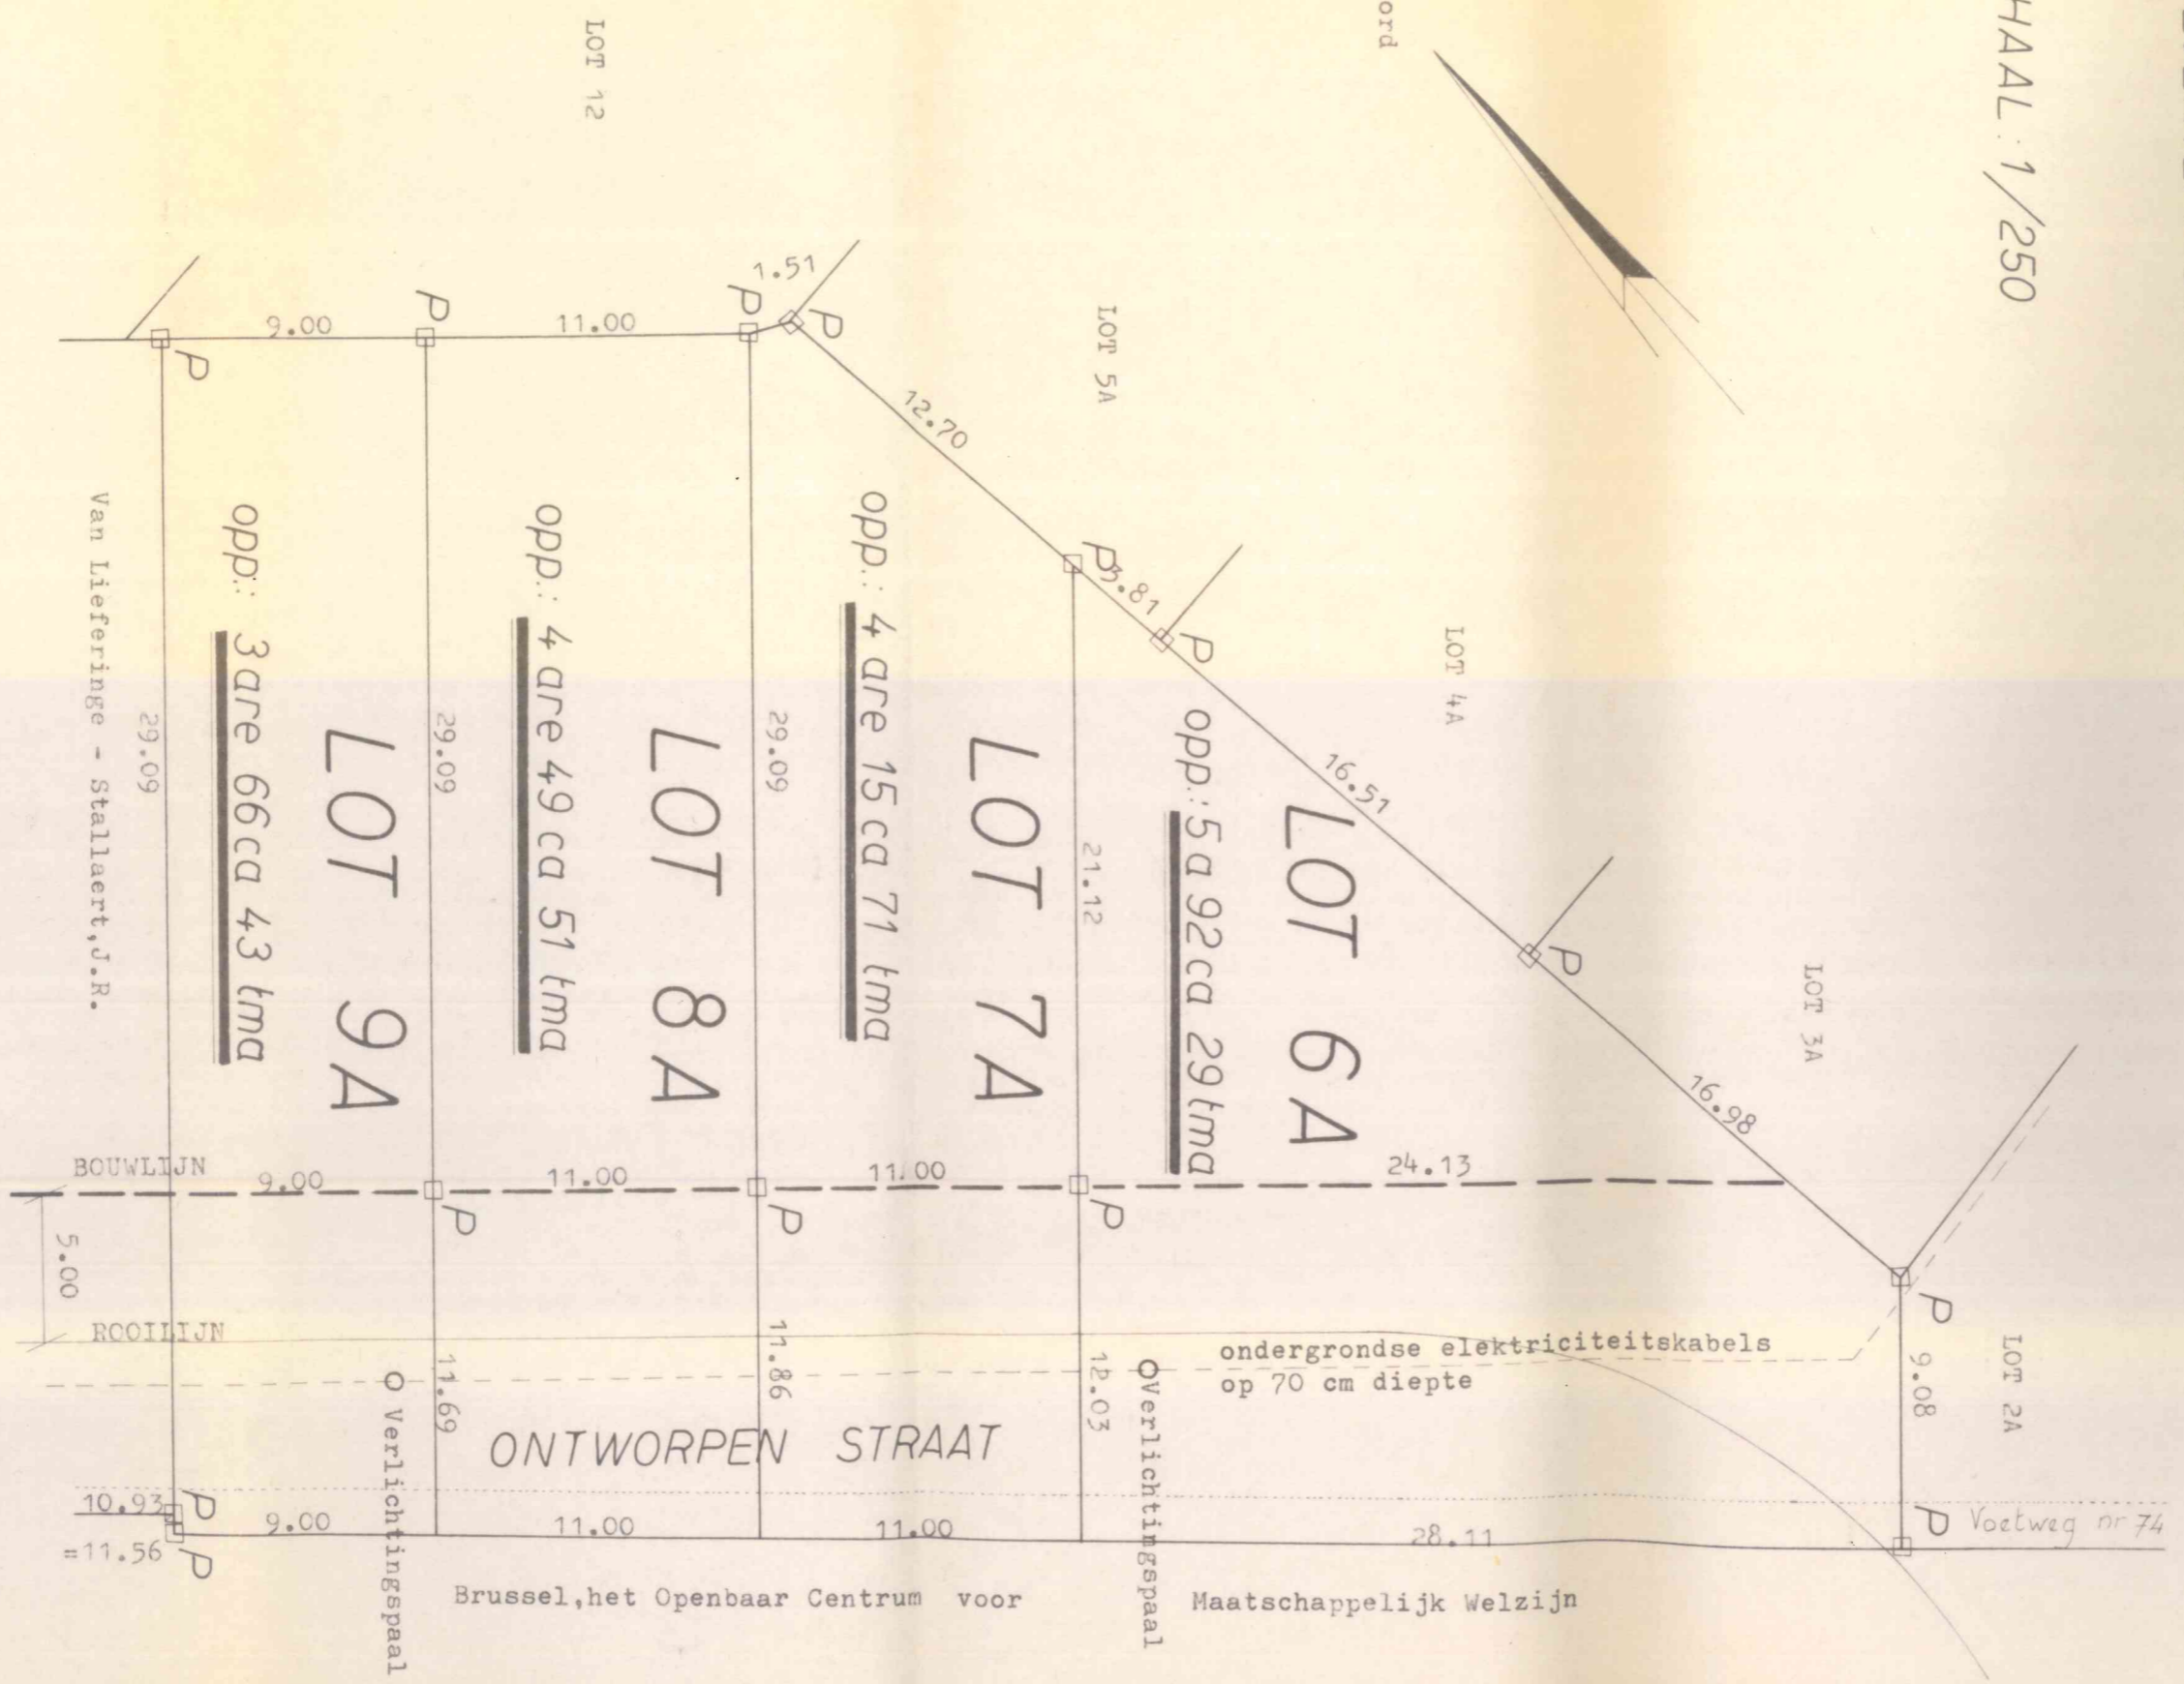 HAAL: 1/250
ord
LOT 12
LOT 5A
LOT 4A
LOT 3A
LOT 2A
1.51
9.00
11.00
P
P
P
P
12.70
P
3.81
P
16.51
P
16.98
P
Van Lieferinge - Stallaert,J.R.
29.09
opp.: 3are 66ca 43 tma
LOT 9A
29.09
opp.: 4 are 49 ca 51 tma
LOT 8A
29.09
opp.: 4 are 15 ca 71 tma
LOT 7A
21.12
opp.: 5 a 92ca 29 tma
LOT 6A
BOUWLIJN
9.00
11.00
11.00
24.13
P
P
P
5.00
ROOILIJN
11.69
11.86
12.03
9.08
ondergrondse elektriciteitskabels
op 70 cm diepte
Verlichtingspaal
Verlichtingspaal
ONTWORPEN STRAAT
10.93
P
P
=11.56
9.00
11.00
11.00
28.11
P
Voetweg nr 74
Brussel,het Openbaar Centrum voor Maatschappelijk Welzijn